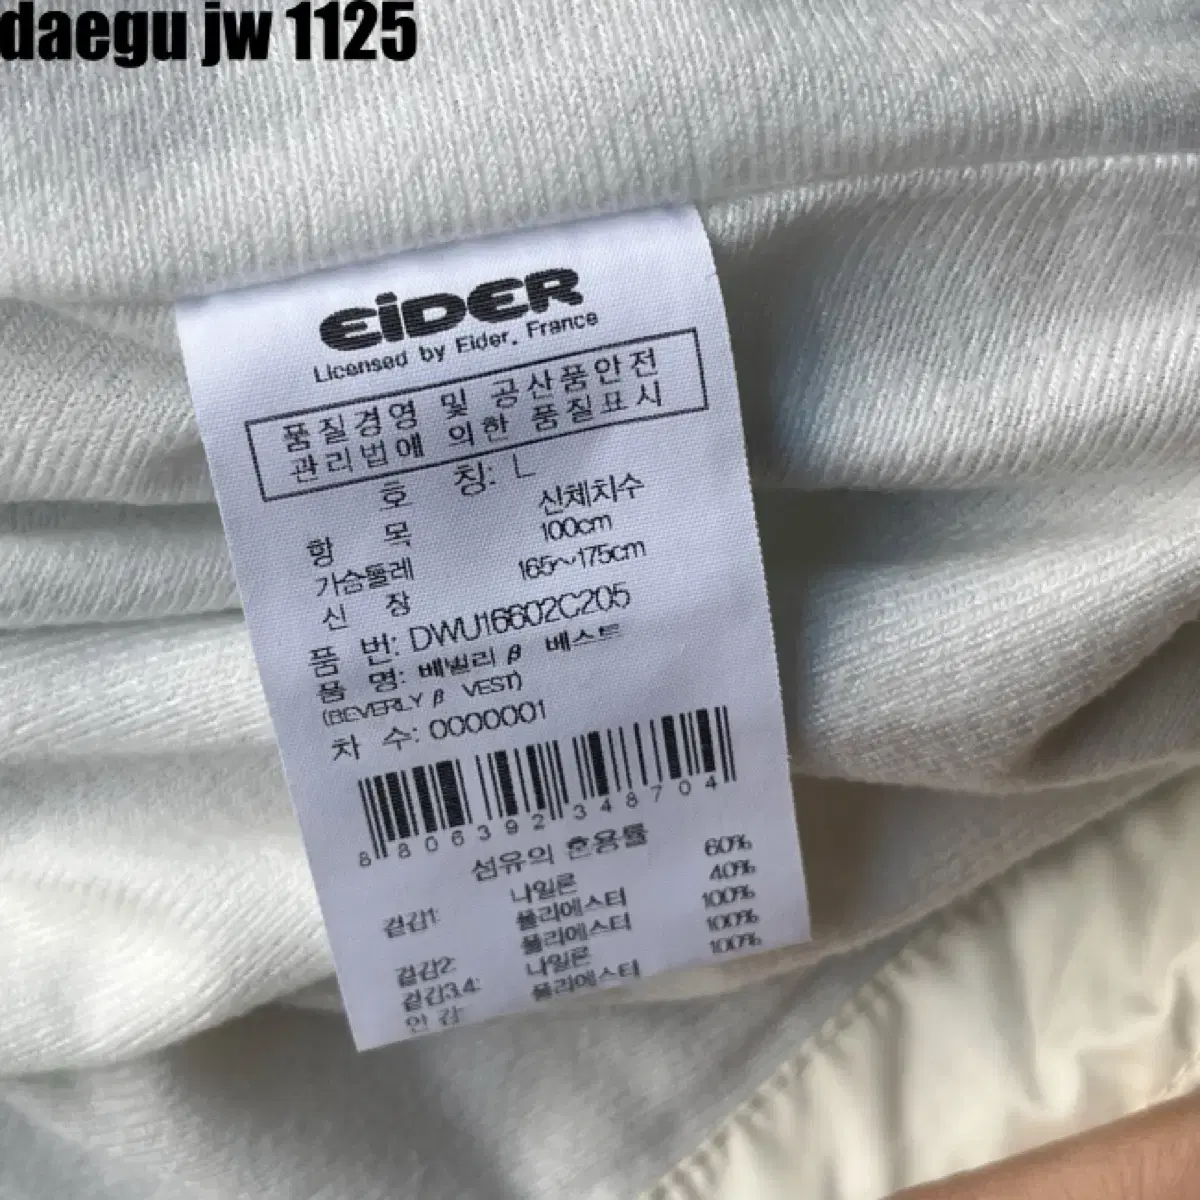 daegu jw 1125
EiDER
Licensed by Eider, France
품질경영 및 공산품안전
관리법에 의한 품질표시
호 칭: L
항 목 신체치수
가슴둘레 100cm
신 장 165~175cm
품 번: DWU16602C205
품 명: 배벌리 β 베스트
(BEVERLY β VEST)
차 수: 0000001
8806392348704
섬유의 혼용률
겉감1: 나일론 60%
폴리에스터 40%
겉감2: 폴리에스터 100%
겉감3,4: 나일론 100%
안 감: 폴리에스터 100%